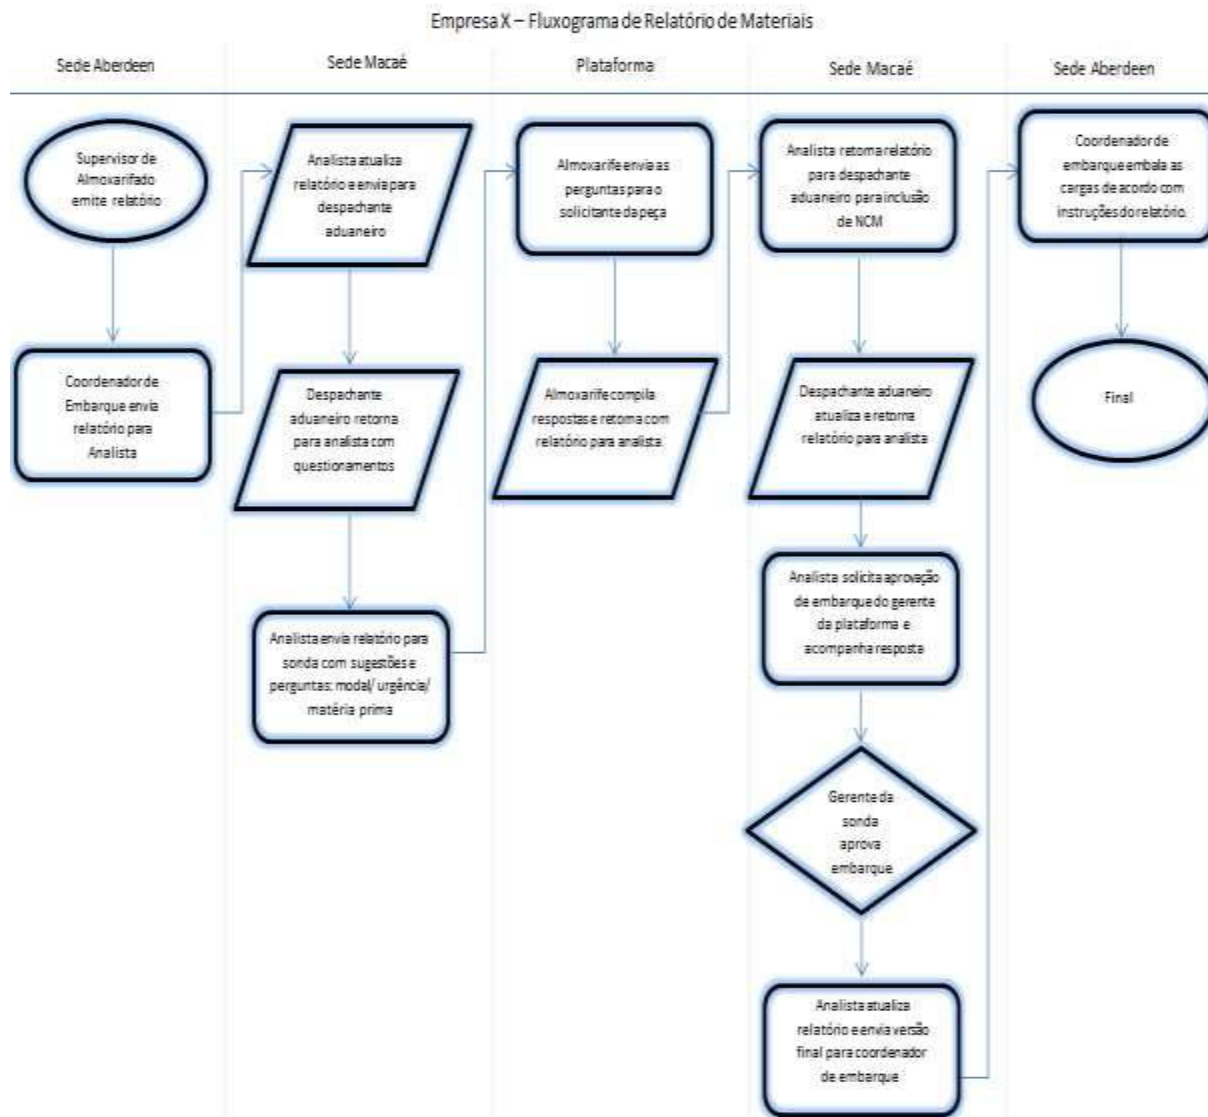 Empresa X – Fluxograma de Relatório de Materiais
Sede Aberdeen
Sede Macaé
Plataforma
Sede Macaé
Sede Aberdeen
Supervisor de
Almoxarifado
emite relatório
Coordenador de
Embarque envia
relatório para
Analista
Analista atualiza
relatório e envia para
despachante
aduaneiro
Despachante
aduaneiro retorna
para analista com
questionamentos
Analista envia relatório para
sonda com sugestões e
perguntas: modal/ urgência/
matéria prima
Almoxarife envia as
perguntas para o
solicitante da peça
Almoxarife compila
respostas e retorna com
relatório para analista.
Analista retorna relatório
para despachante
aduaneiro para inclusão
de NCM
Despachante aduaneiro
atualiza e retorna
relatório para analista
Analista solicita aprovação
de embarque do gerente
da plataforma e
acompanha resposta
Gerente da
sonda
aprova
embarque
Analista atualiza
relatório e envia versão
final para coordenador
de embarque
Coordenador de
embarque embala as
cargas de acordo com
instruções do relatório.
Final